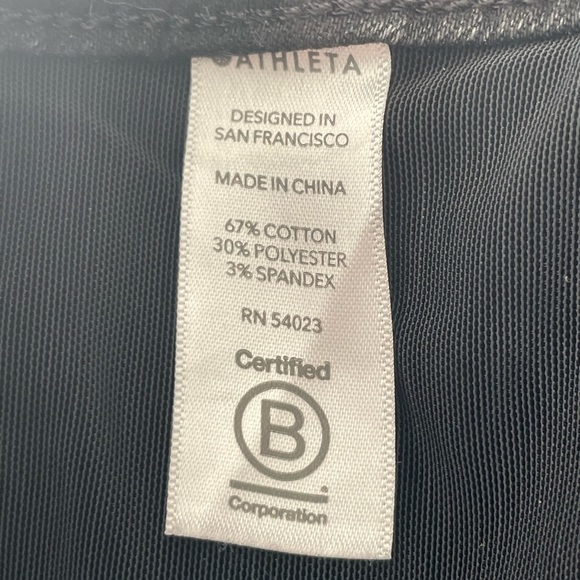 ATHLETA
DESIGNED IN
SAN FRANCISCO
MADE IN CHINA
67% COTTON
30% POLYESTER
3% SPANDEX
RN 54023
Certified
B
Corporation